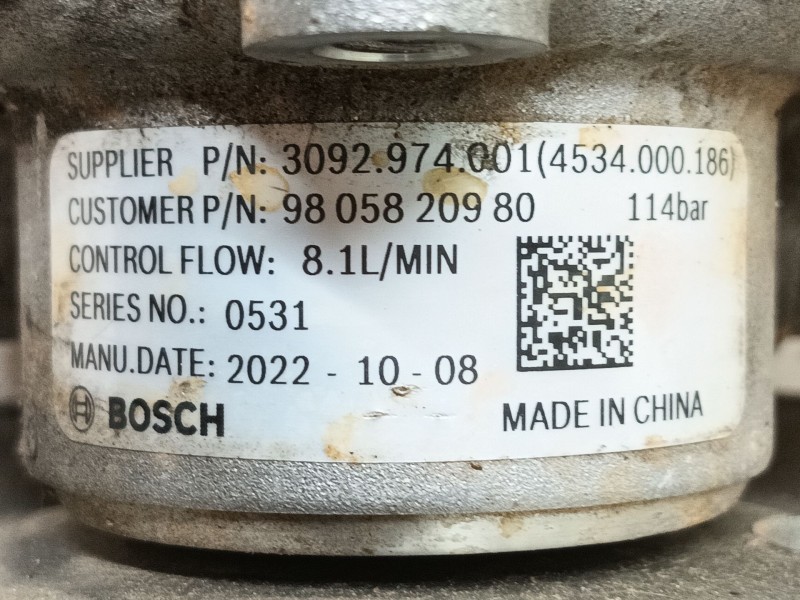 SUPPLIER P/N: 3092.974.001(4534.000.186)
CUSTOMER P/N: 98 058 209 80 114bar
CONTROL FLOW: 8.1L/MIN
SERIES NO.: 0531
MANU.DATE: 2022 - 10 - 08
BOSCH MADE IN CHINA